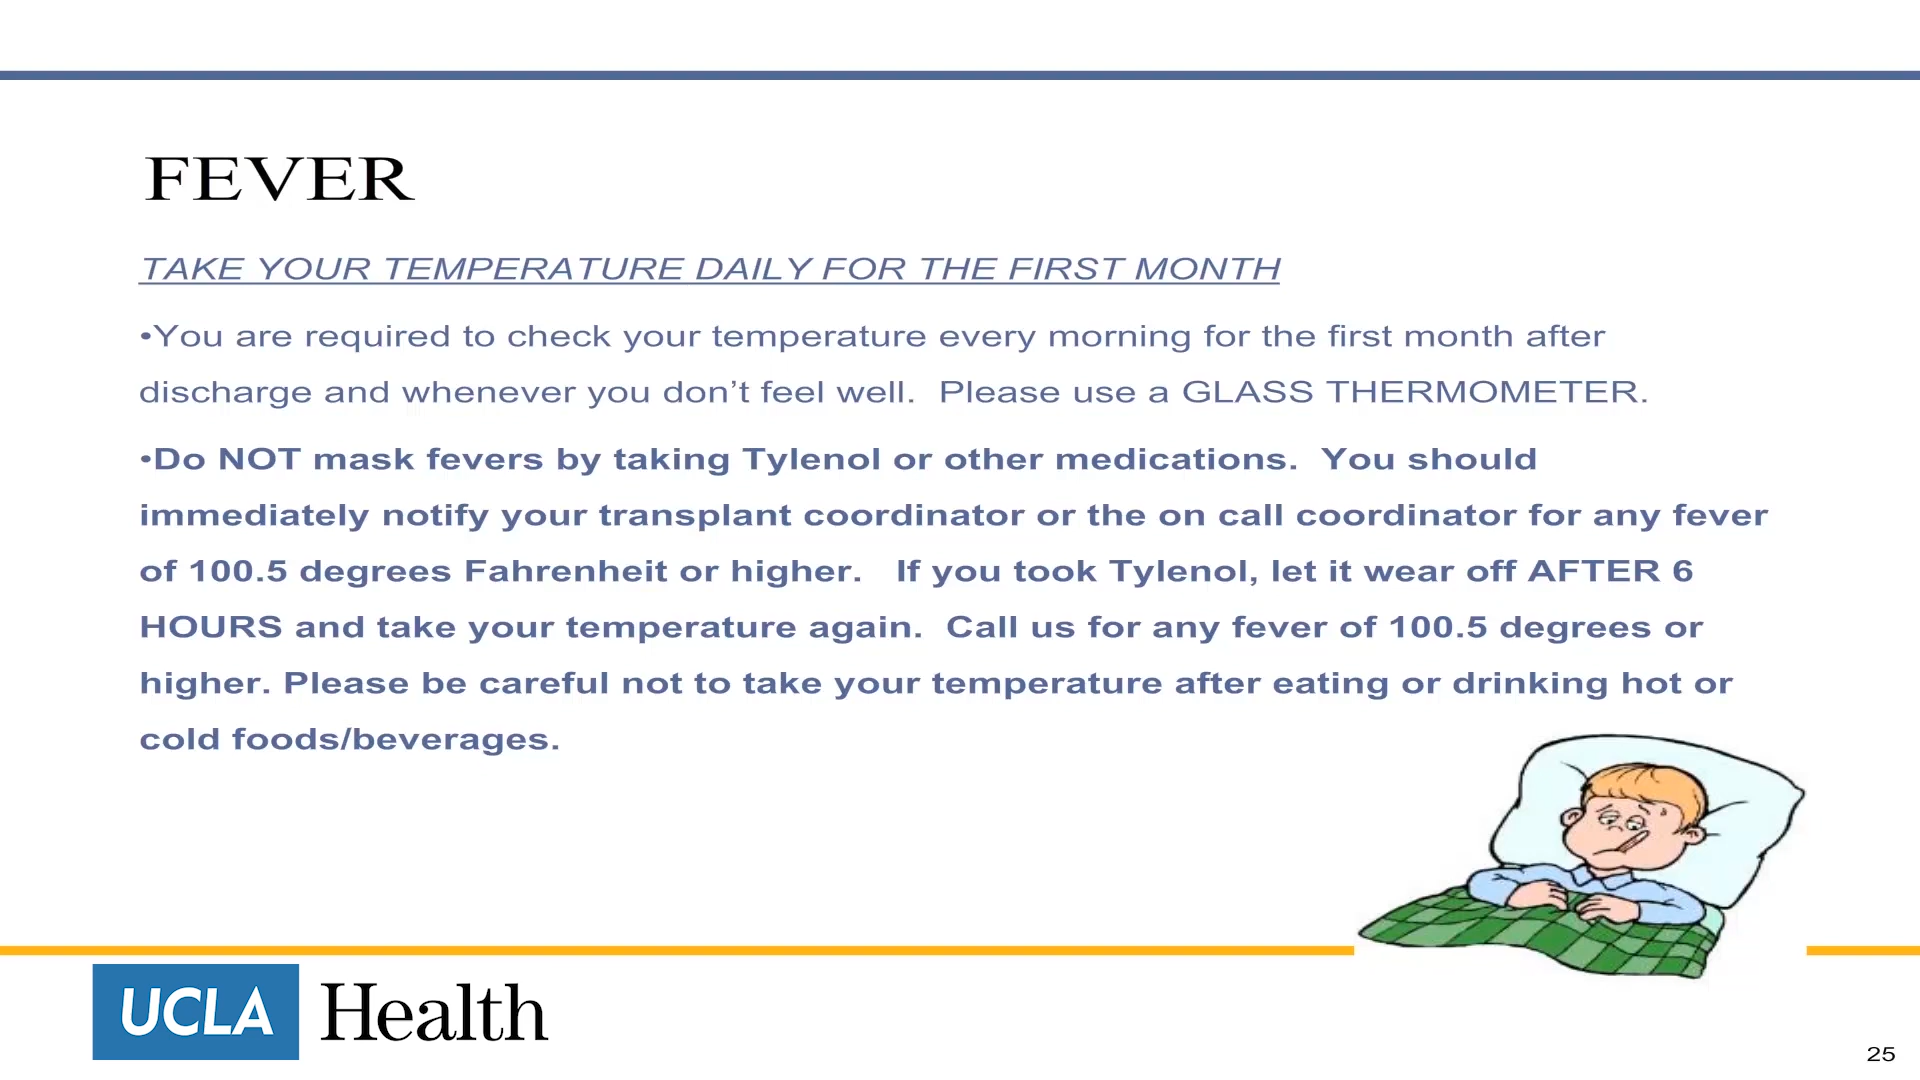 FEVER
TAKE YOUR TEMPERATURE DAILY FOR THE FIRST MONTH
•You are required to check your temperature every morning for the first month after
discharge and whenever you don’t feel well.  Please use a GLASS THERMOMETER.
•Do NOT mask fevers by taking Tylenol or other medications.  You should
immediately notify your transplant coordinator or the on call coordinator for any fever
of 100.5 degrees Fahrenheit or higher.   If you took Tylenol, let it wear off AFTER 6
HOURS and take your temperature again.  Call us for any fever of 100.5 degrees or
higher. Please be careful not to take your temperature after eating or drinking hot or
cold foods/beverages.
UCLA Health
25